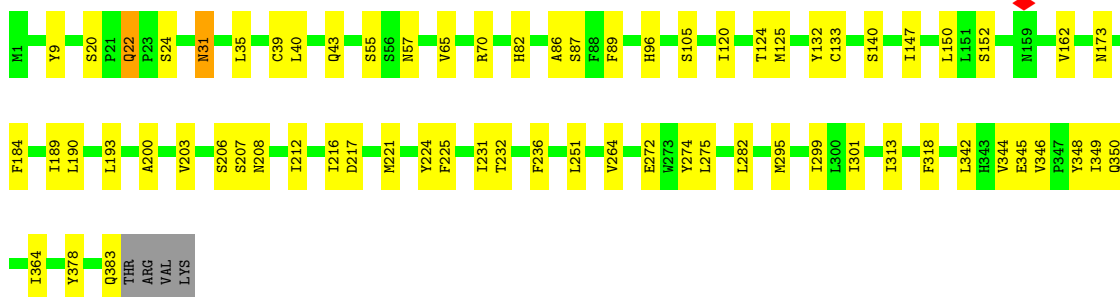 M1 Y9 S20 P21 Q22 P23 S24 N31 L35 C39 L40 Q43 S55 S56 N57 V65 R70 H82 A86 S87 F88 F89 H96 S105 I120 T124 M125 Y132 C133 S140 I147 L150 L151 S152 N159 V162 N173
F184 I189 L190 L193 A200 V203 S206 S207 N208 I212 I216 D217 M221 Y224 F225 I231 T232 F236 L251 V264 E272 W273 Y274 L275 L282 M295 I299 L300 I301 I313 F318 L342 H343 V344 E345 V346 P347 Y348 I349 Q350
I364 Y378 Q383 THR ARG VAL LYS